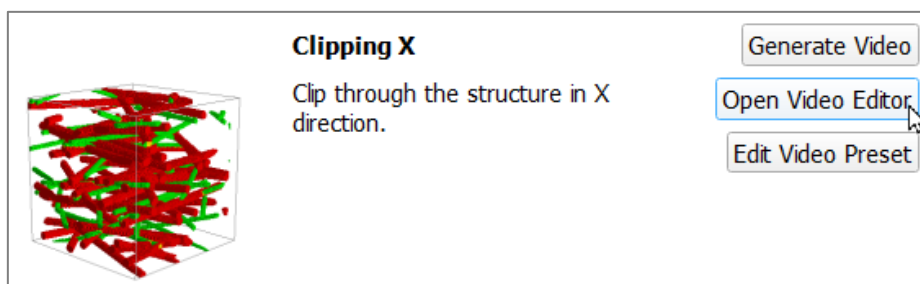 Clipping X
Clip through the structure in X
direction.
Generate Video
Open Video Editor
Edit Video Preset